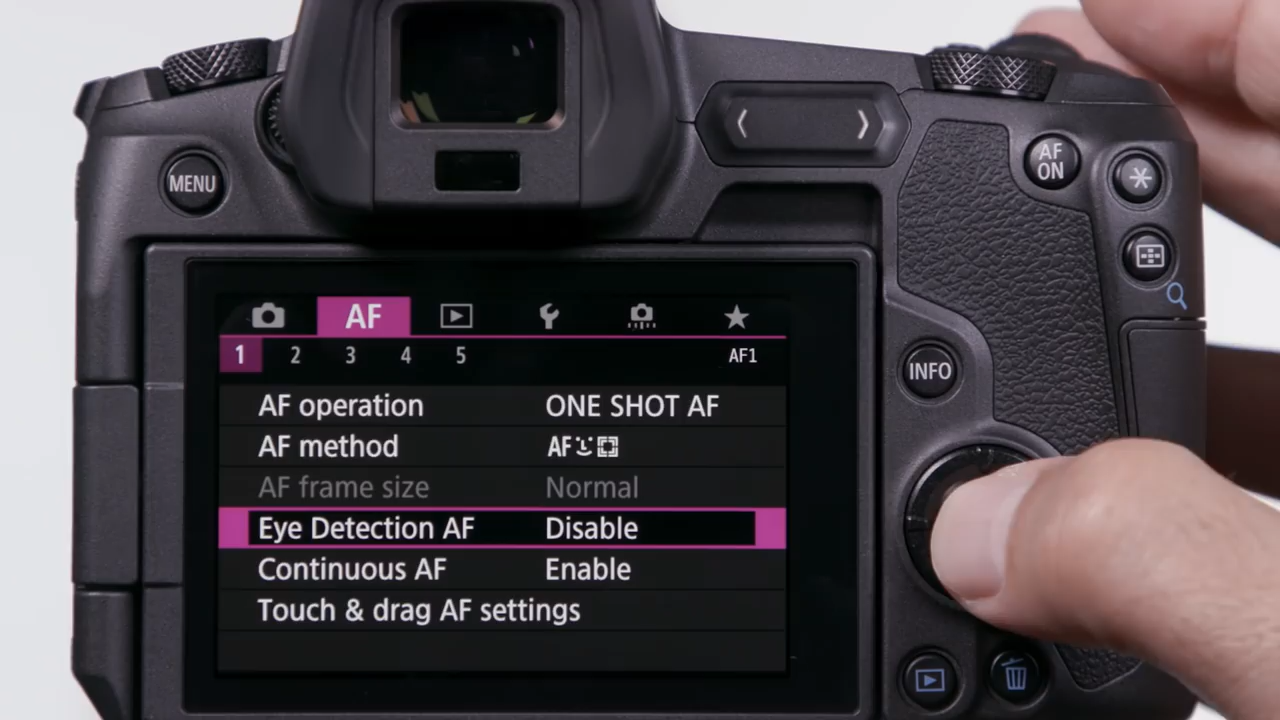 MENU
AF
ON
INFO
AF
1 2 3 4 5 AF1
AF operation ONE SHOT AF
AF method AF
AF frame size Normal
Eye Detection AF Disable
Continuous AF Enable
Touch & drag AF settings